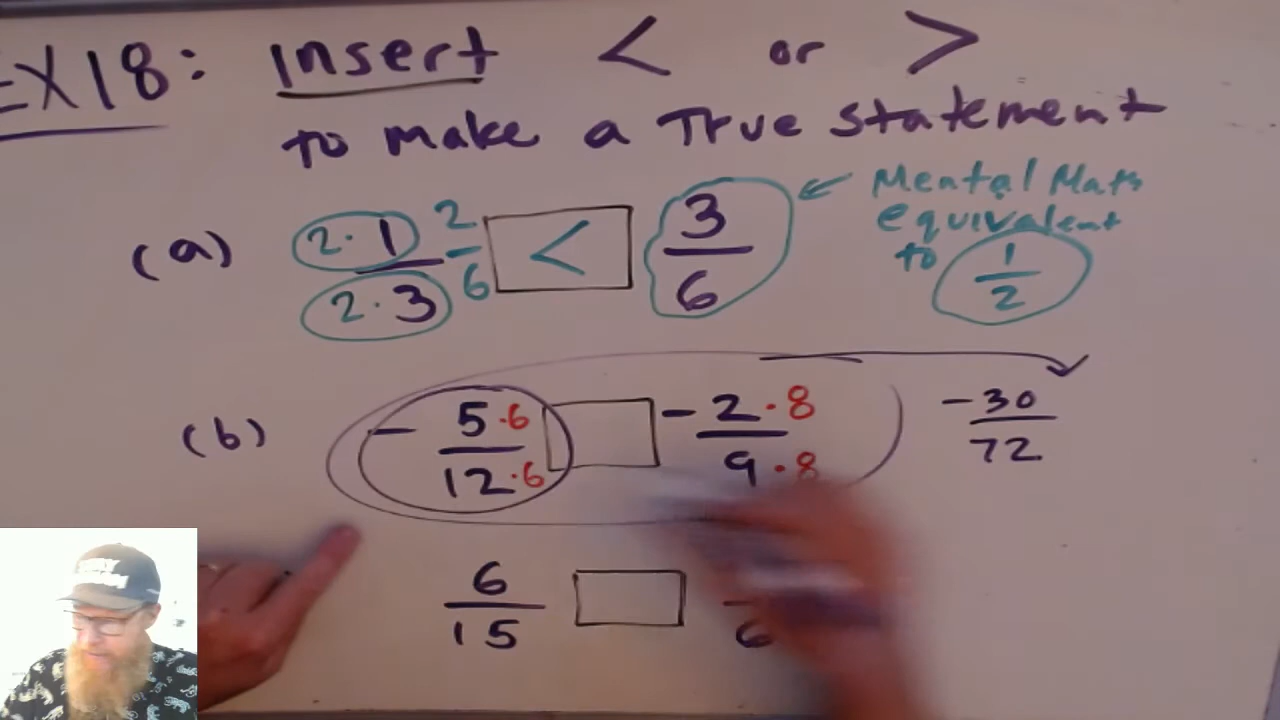 EX18: Insert < or >
to make a True statement
(a) 2·1/2·3 2/6 < 3/6 Mental Math equivalent to 1/2
(b) -5·6/12·6 -2·8/9·8 -30/72
6/15 6